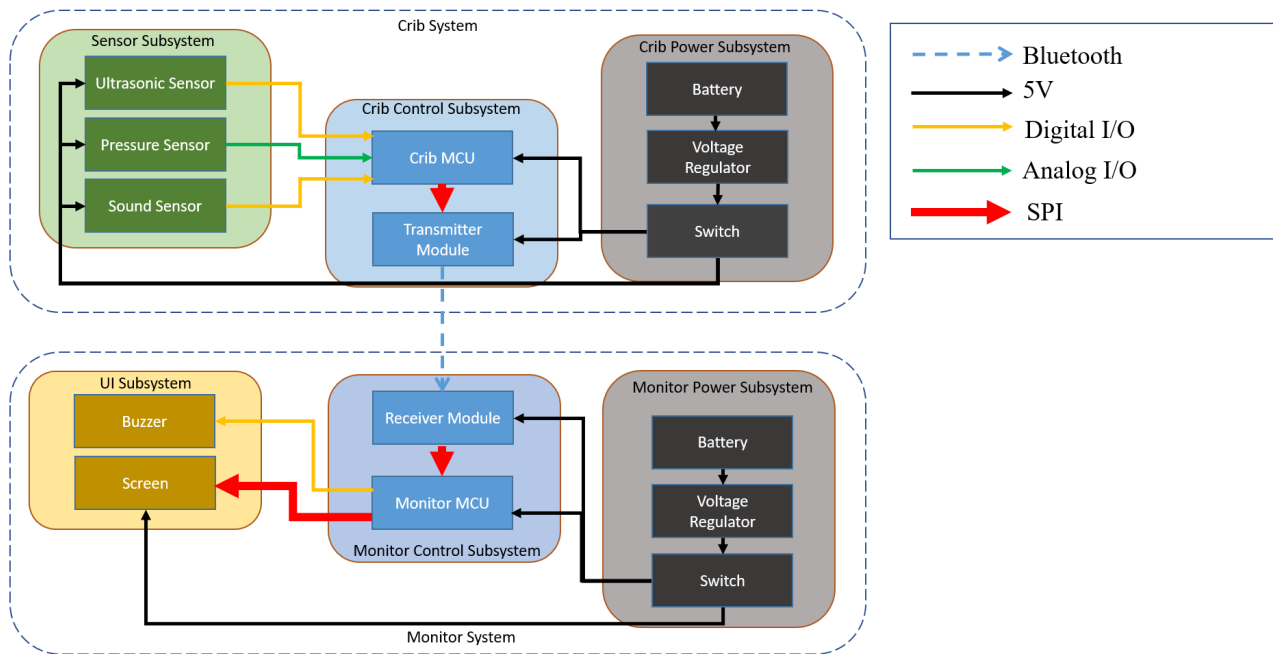 Crib System
Sensor Subsystem
Ultrasonic Sensor
Pressure Sensor
Sound Sensor
Crib Control Subsystem
Crib MCU
Transmitter
Module
Crib Power Subsystem
Battery
Voltage
Regulator
Switch
Bluetooth
5V
Digital I/O
Analog I/O
SPI
UI Subsystem
Buzzer
Screen
Receiver Module
Monitor MCU
Monitor Control Subsystem
Monitor Power Subsystem
Battery
Voltage
Regulator
Switch
Monitor System